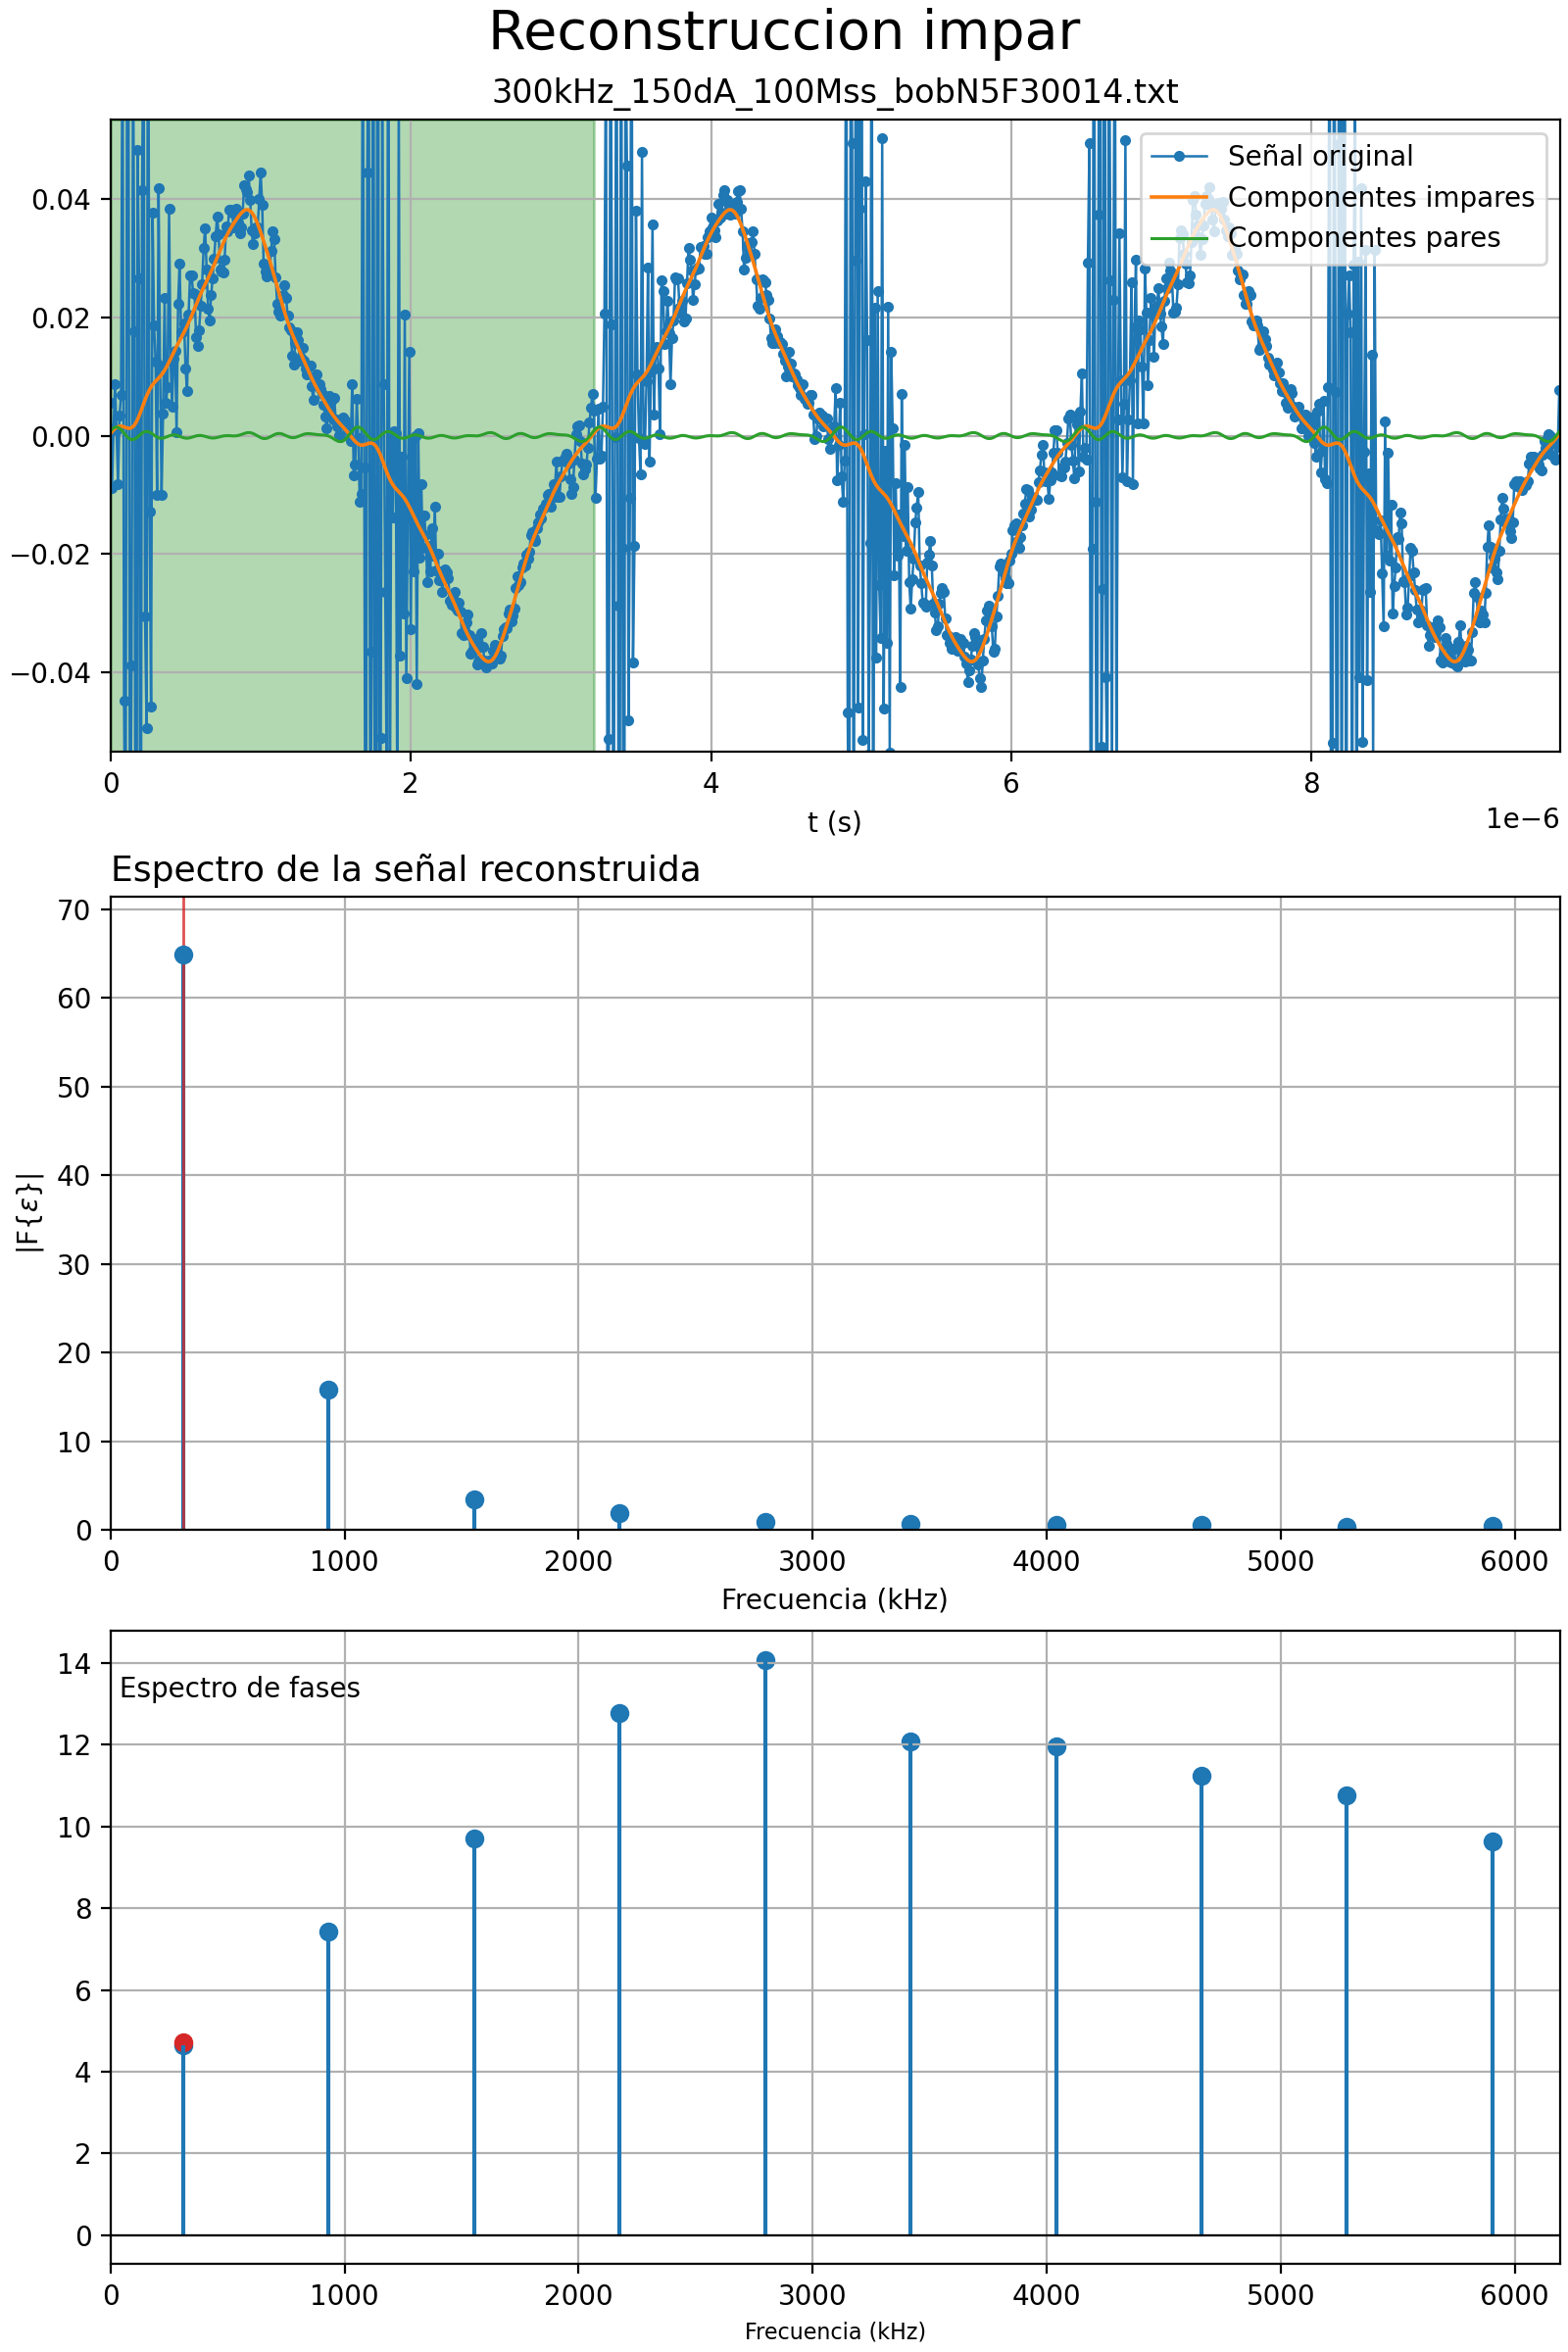 Reconstruccion impar
300kHz_150dA_100Mss_bobN5F30014.txt
Señal original
Componentes impares
Componentes pares
0.04
0.02
0.00
−0.02
−0.04
0 2 4 6 8
t (s)
1e−6
Espectro de la señal reconstruida
70
60
50
40
30
20
10
0
|F{ε}|
0 1000 2000 3000 4000 5000 6000
Frecuencia (kHz)
Espectro de fases
14
12
10
8
6
4
2
0
0 1000 2000 3000 4000 5000 6000
Frecuencia (kHz)